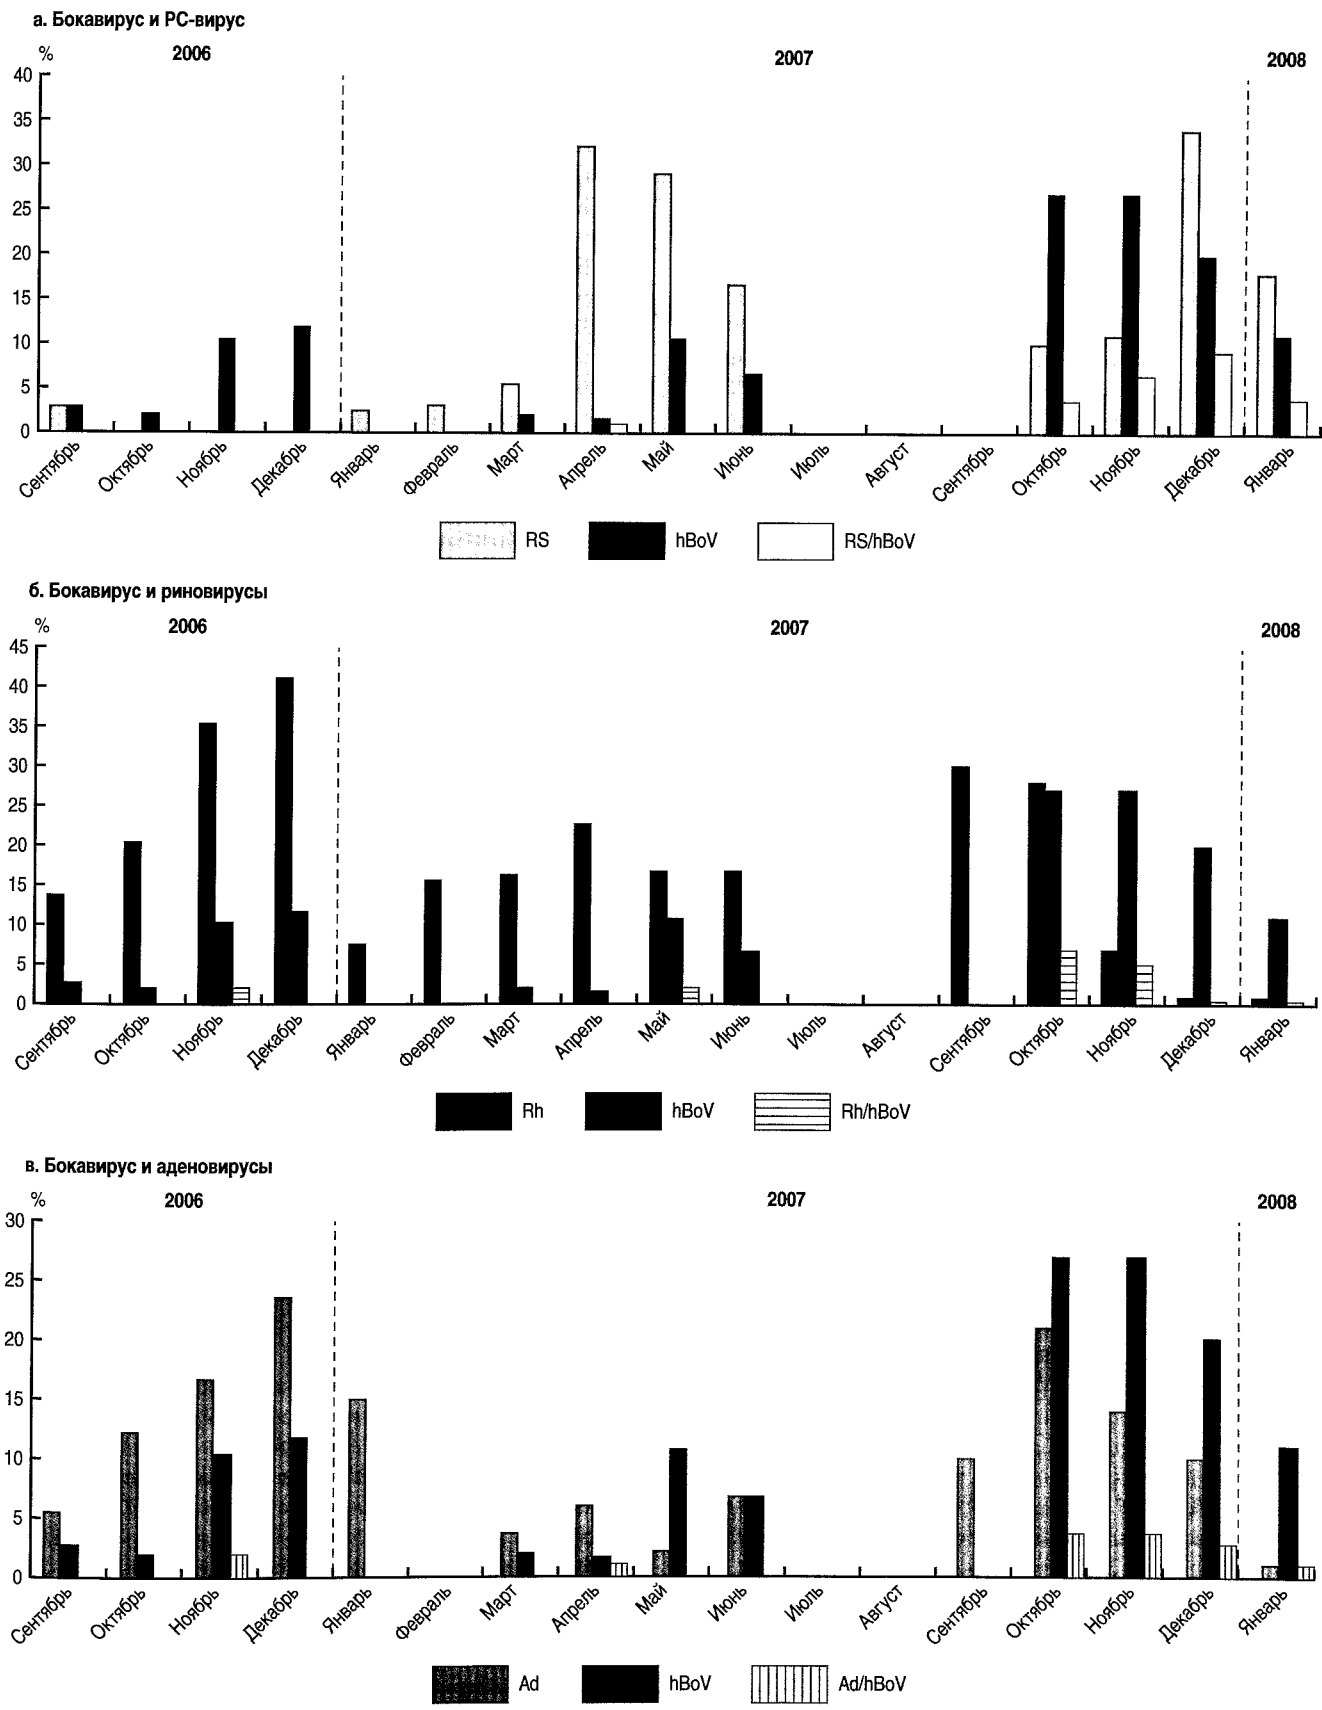 а. Бокавирус и РС-вирус
% 2006 2007 2008
40
35
30
25
20
15
10
5
0
Сентябрь Октябрь Ноябрь Декабрь Январь Февраль Март Апрель Май Июнь Июль Август Сентябрь Октябрь Ноябрь Декабрь Январь
RS hBoV RS/hBoV
б. Бокавирус и риновирусы
% 2006 2007 2008
45
40
35
30
25
20
15
10
5
0
Сентябрь Октябрь Ноябрь Декабрь Январь Февраль Март Апрель Май Июнь Июль Август Сентябрь Октябрь Ноябрь Декабрь Январь
Rh hBoV Rh/hBoV
в. Бокавирус и аденовирусы
% 2006 2007 2008
30
25
20
15
10
5
0
Сентябрь Октябрь Ноябрь Декабрь Январь Февраль Март Апрель Май Июнь Июль Август Сентябрь Октябрь Ноябрь Декабрь Январь
Ad hBoV Ad/hBoV